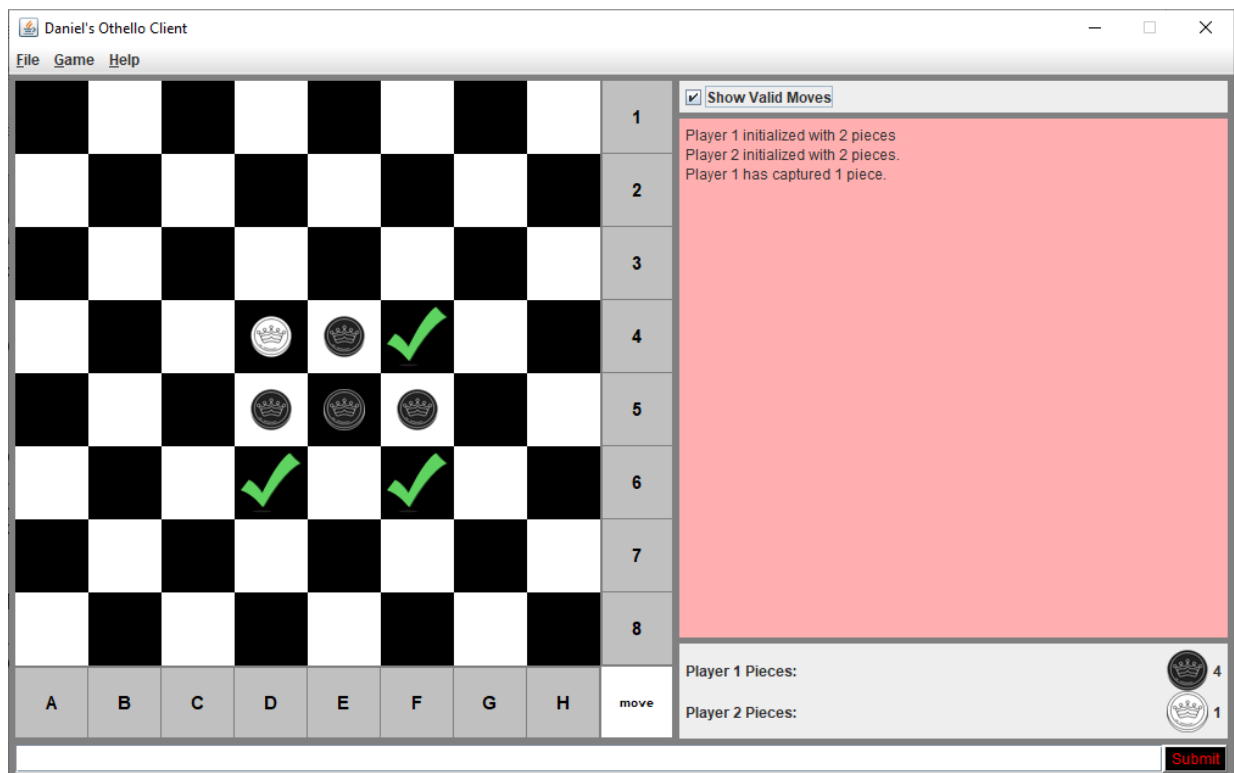 Daniel's Othello Client
File Game Help
1
2
3
4
5
6
7
8
A B C D E F G H move
Show Valid Moves
Player 1 initialized with 2 pieces
Player 2 initialized with 2 pieces.
Player 1 has captured 1 piece.
Player 1 Pieces: 4
Player 2 Pieces: 1
Submit